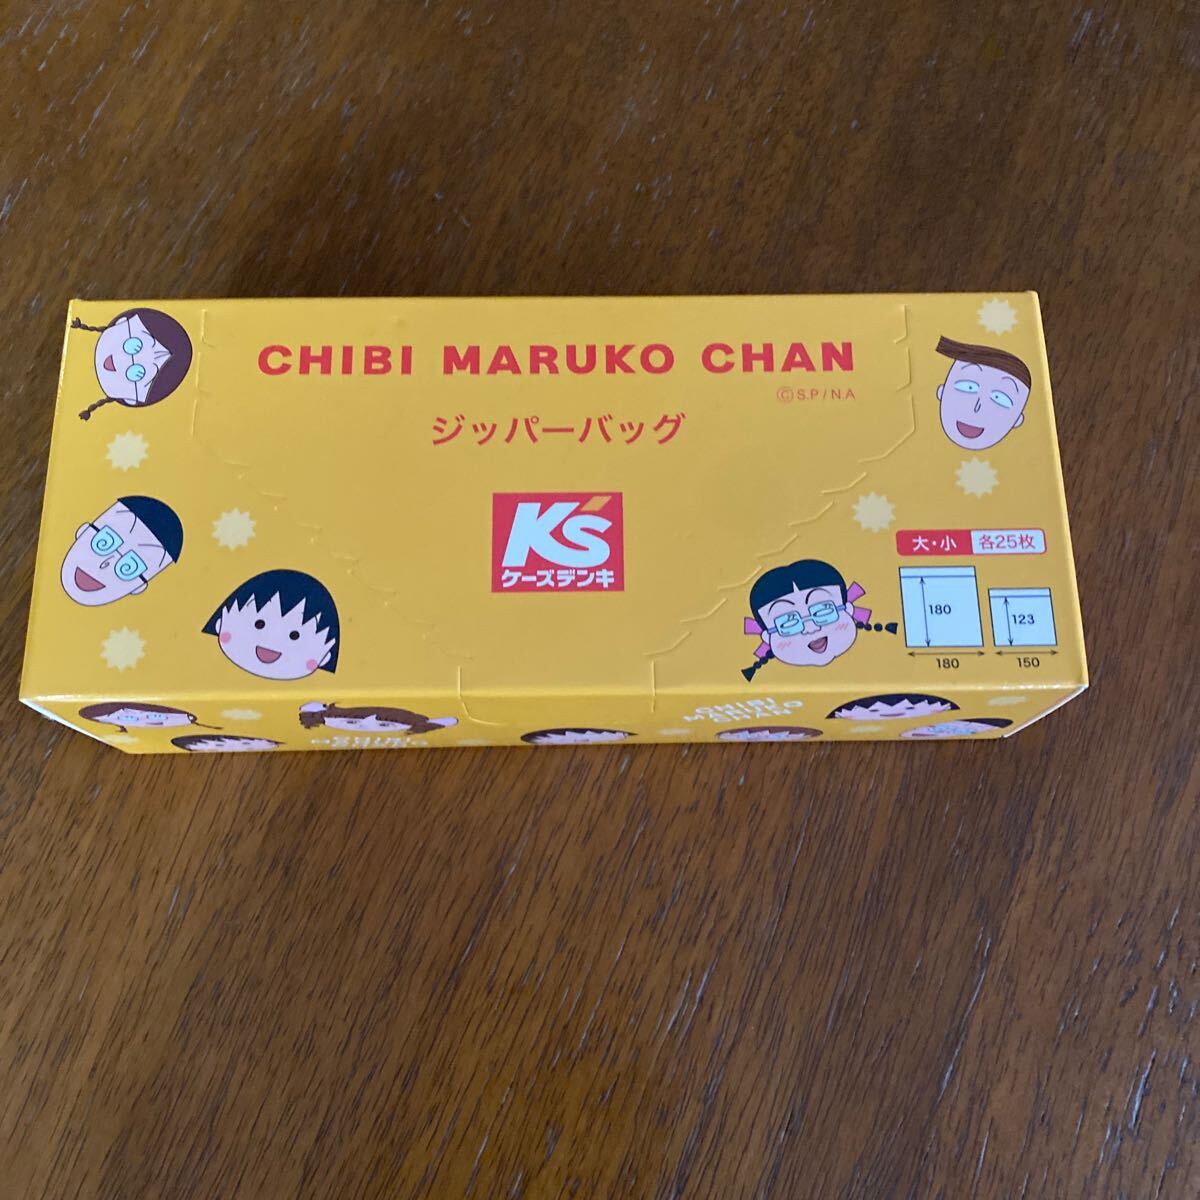 CHIBI MARUKO CHAN
©S.P/N.A
ジッパーバッグ
K's
ケーズデンキ
大・小 各25枚
180
123
180
150
CHIBI
MARUKO
CHAN